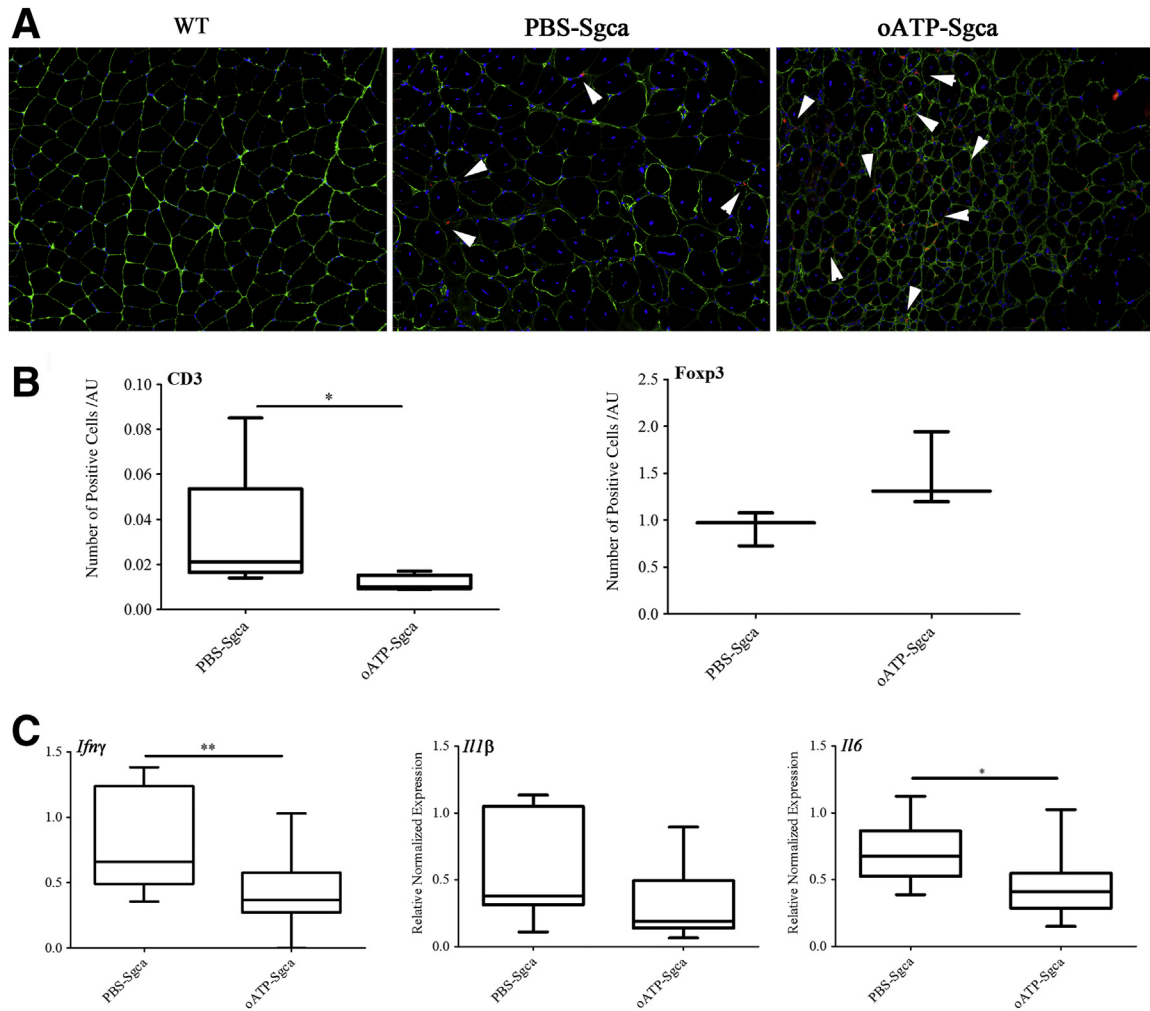 A
WT
PBS-Sgca
oATP-Sgca
B
CD3
Number of Positive Cells /AU
0.10
0.08
0.06
0.04
0.02
0.00
*
PBS-Sgca
oATP-Sgca
Foxp3
Number of Positive Cells /AU
2.5
2.0
1.5
1.0
0.5
0.0
PBS-Sgca
oATP-Sgca
C
Ifnγ
1.5
1.0
0.5
0.0
**
PBS-Sgca
oATP-Sgca
Il1β
Relative Normalized Expression
1.5
1.0
0.5
0.0
PBS-Sgca
oATP-Sgca
Il6
Relative Normalized Expression
1.5
1.0
0.5
0.0
*
PBS-Sgca
oATP-Sgca